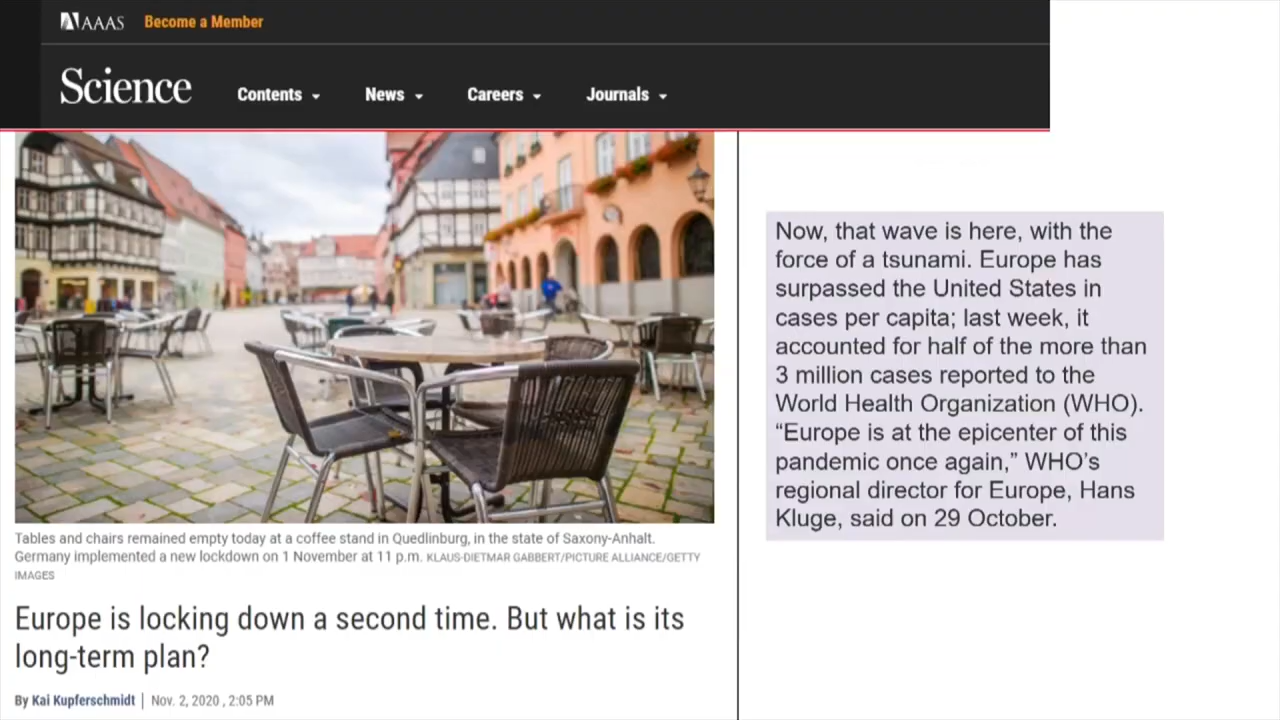 AAAS Become a Member
Science Contents News Careers Journals
Tables and chairs remained empty today at a coffee stand in Quedlinburg, in the state of Saxony-Anhalt.
Germany implemented a new lockdown on 1 November at 11 p.m. KLAUS-DIETMAR GABBERT/PICTURE ALLIANCE/GETTY
IMAGES
Europe is locking down a second time. But what is its
long-term plan?
By Kai Kupferschmidt | Nov. 2, 2020 , 2:05 PM
Now, that wave is here, with the
force of a tsunami. Europe has
surpassed the United States in
cases per capita; last week, it
accounted for half of the more than
3 million cases reported to the
World Health Organization (WHO).
“Europe is at the epicenter of this
pandemic once again,” WHO’s
regional director for Europe, Hans
Kluge, said on 29 October.